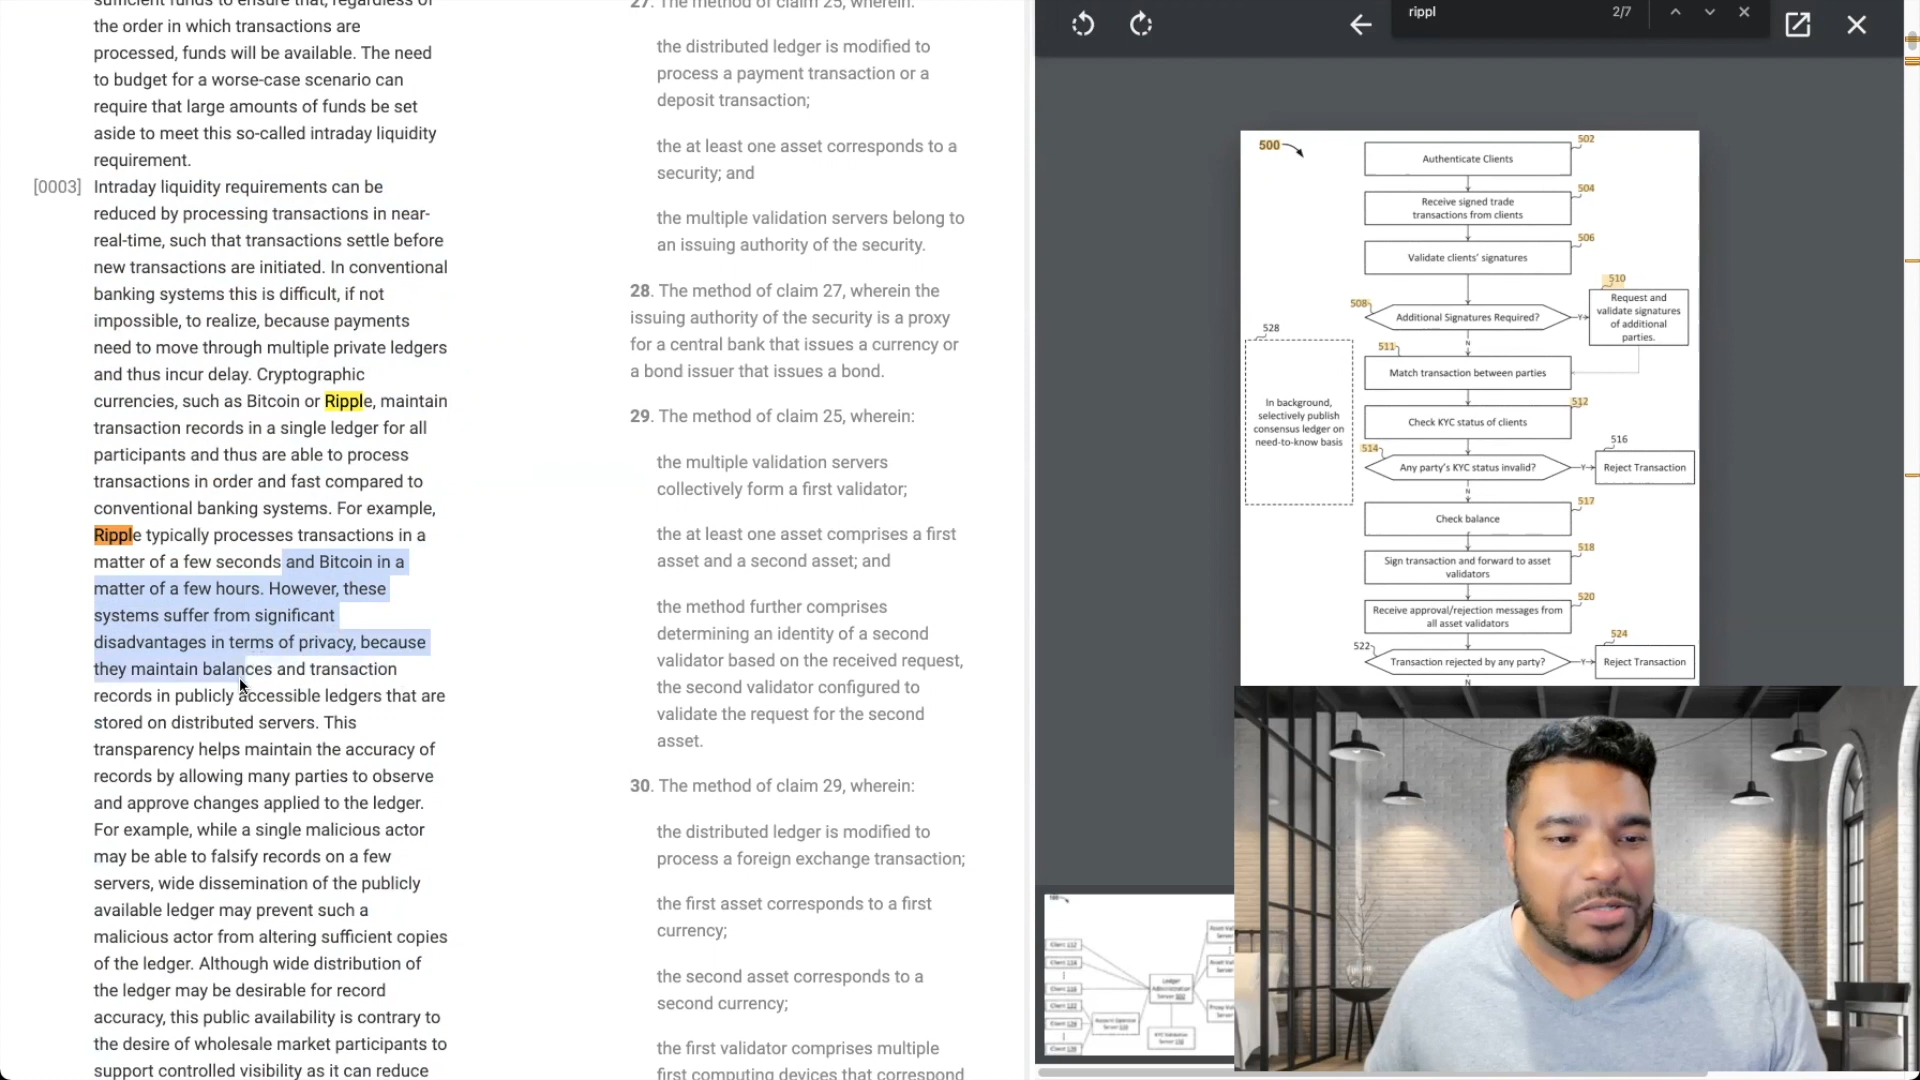 sufficient funds to ensure that, regardless of
the order in which transactions are
processed, funds will be available. The need
to budget for a worse-case scenario can
require that large amounts of funds be set
aside to meet this so-called intraday liquidity
requirement.
[0003] Intraday liquidity requirements can be
reduced by processing transactions in near-
real-time, such that transactions settle before
new transactions are initiated. In conventional
banking systems this is difficult, if not
impossible, to realize, because payments
need to move through multiple private ledgers
and thus incur delay. Cryptographic
currencies, such as Bitcoin or Ripple, maintain
transaction records in a single ledger for all
participants and thus are able to process
transactions in order and fast compared to
conventional banking systems. For example,
Ripple typically processes transactions in a
matter of a few seconds and Bitcoin in a
matter of a few hours. However, these
systems suffer from significant
disadvantages in terms of privacy, because
they maintain balances and transaction
records in publicly accessible ledgers that are
stored on distributed servers. This
transparency helps maintain the accuracy of
records by allowing many parties to observe
and approve changes applied to the ledger.
For example, while a single malicious actor
may be able to falsify records on a few
servers, wide dissemination of the publicly
available ledger may prevent such a
malicious actor from altering sufficient copies
of the ledger. Although wide distribution of
the ledger may be desirable for record
accuracy, this public availability is contrary to
the desire of wholesale market participants to
support controlled visibility as it can reduce
27. The method of claim 25, wherein:
the distributed ledger is modified to
process a payment transaction or a
deposit transaction;
the at least one asset corresponds to a
security; and
the multiple validation servers belong to
an issuing authority of the security.
28. The method of claim 27, wherein the
issuing authority of the security is a proxy
for a central bank that issues a currency or
a bond issuer that issues a bond.
29. The method of claim 25, wherein:
the multiple validation servers
collectively form a first validator;
the at least one asset comprises a first
asset and a second asset; and
the method further comprises
determining an identity of a second
validator based on the received request,
the second validator configured to
validate the request for the second
asset.
30. The method of claim 29, wherein:
the distributed ledger is modified to
process a foreign exchange transaction;
the first asset corresponds to a first
currency;
the second asset corresponds to a
second currency;
the first validator comprises multiple
first computing devices that correspond
rippl 2/7
500
502
Authenticate Clients
504
Receive signed trade
transactions from clients
506
Validate clients' signatures
508
Additional Signatures Required?
Y
N
510
Request and
validate signatures
of additional
parties.
511
Match transaction between parties
528
In background,
selectively publish
consensus ledger on
need-to-know basis
512
Check KYC status of clients
514
Any party's KYC status invalid?
Y
N
516
Reject Transaction
517
Check balance
518
Sign transaction and forward to asset
validators
520
Receive approval/rejection messages from
all asset validators
522
Transaction rejected by any party?
Y
N
524
Reject Transaction